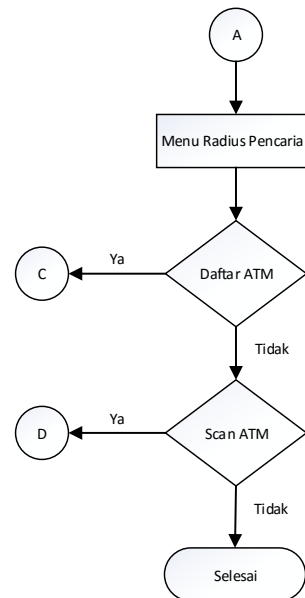 A
Menu Radius Pencaria
Ya
C
Daftar ATM
Tidak
Ya
D
Scan ATM
Tidak
Selesai